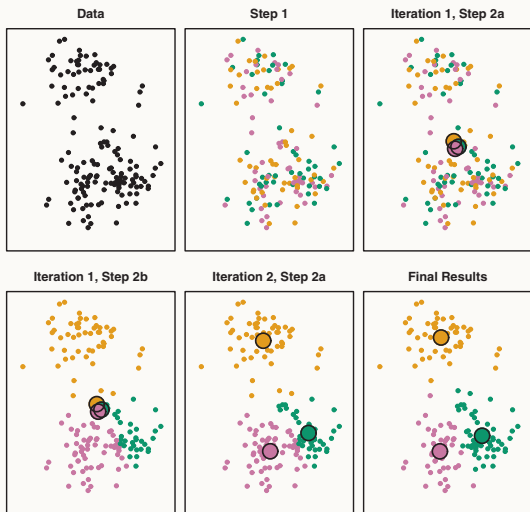 Data
Step 1
Iteration 1, Step 2a
Iteration 1, Step 2b
Iteration 2, Step 2a
Final Results